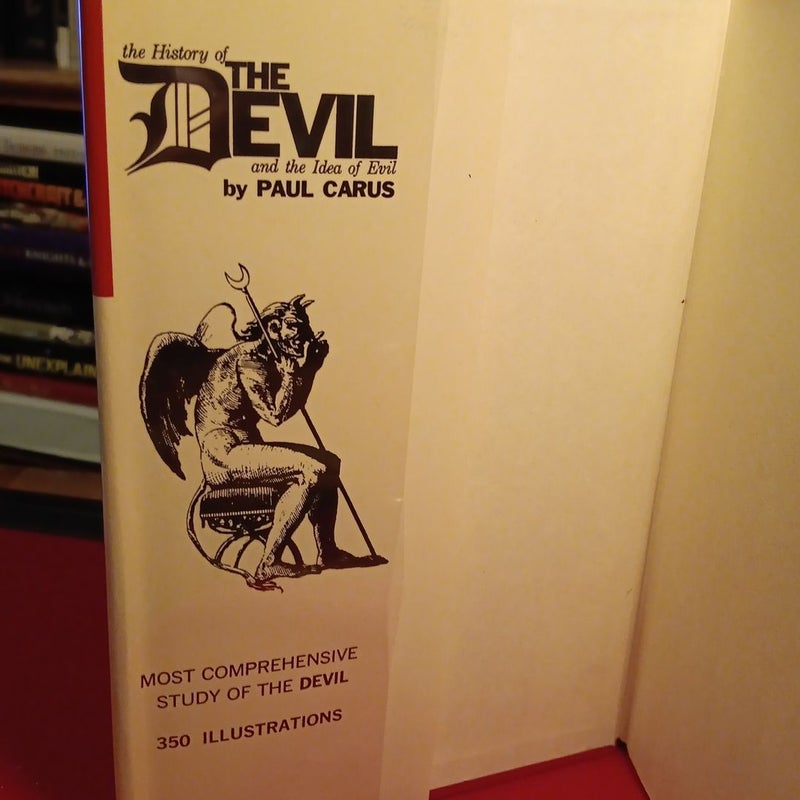 the History of
THE
DEVIL
and the Idea of Evil
by PAUL CARUS
MOST COMPREHENSIVE
STUDY OF THE DEVIL
350 ILLUSTRATIONS